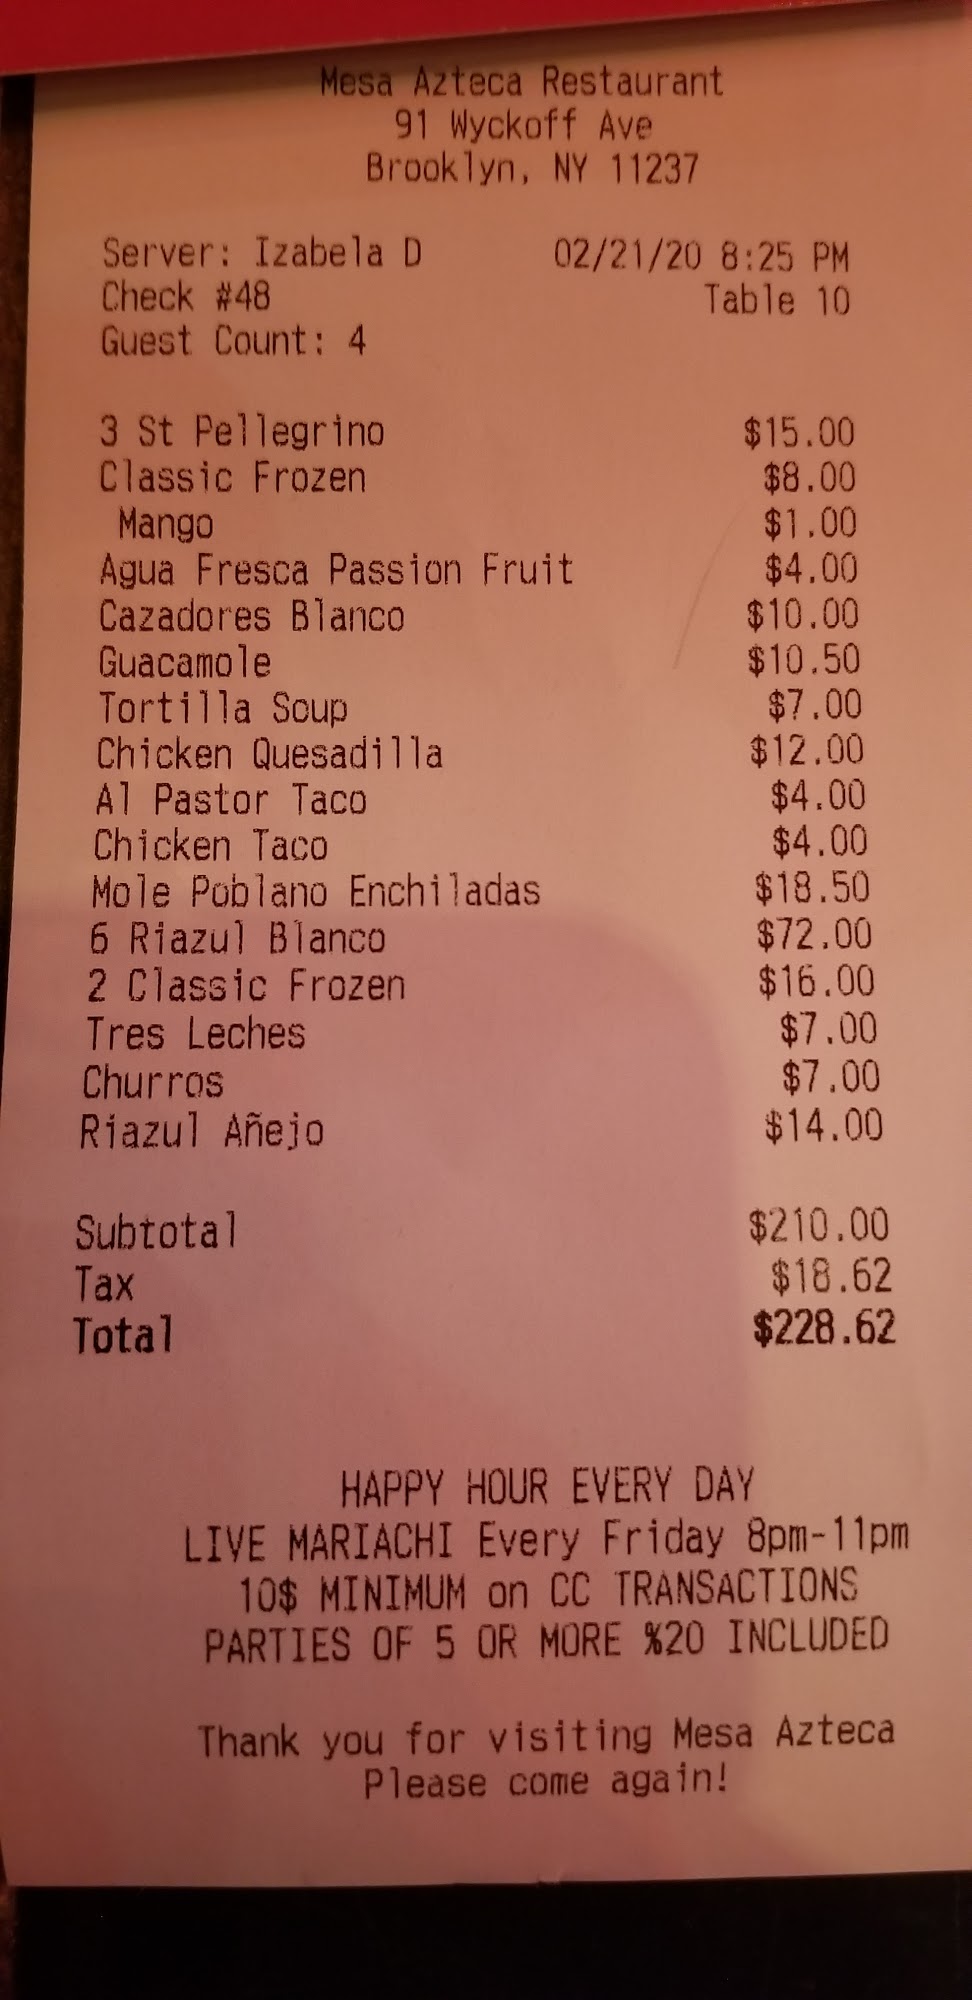 Mesa Azteca Restaurant
91 Wyckoff Ave
Brooklyn, NY 11237
Server: Izabela D 02/21/20 8:25 PM
Check #48 Table 10
Guest Count: 4
3 St Pellegrino $15.00
Classic Frozen $8.00
Mango $1.00
Agua Fresca Passion Fruit $4.00
Cazadores Blanco $10.00
Guacamole $10.50
Tortilla Soup $7.00
Chicken Quesadilla $12.00
Al Pastor Taco $4.00
Chicken Taco $4.00
Mole Poblano Enchiladas $18.50
6 Riazul Blanco $72.00
2 Classic Frozen $16.00
Tres Leches $7.00
Churros $7.00
Riazul Añejo $14.00
Subtotal $210.00
Tax $18.62
Total $228.62
HAPPY HOUR EVERY DAY
LIVE MARIACHI Every Friday 8pm-11pm
10$ MINIMUM on CC TRANSACTIONS
PARTIES OF 5 OR MORE %20 INCLUDED
Thank you for visiting Mesa Azteca
Please come again!